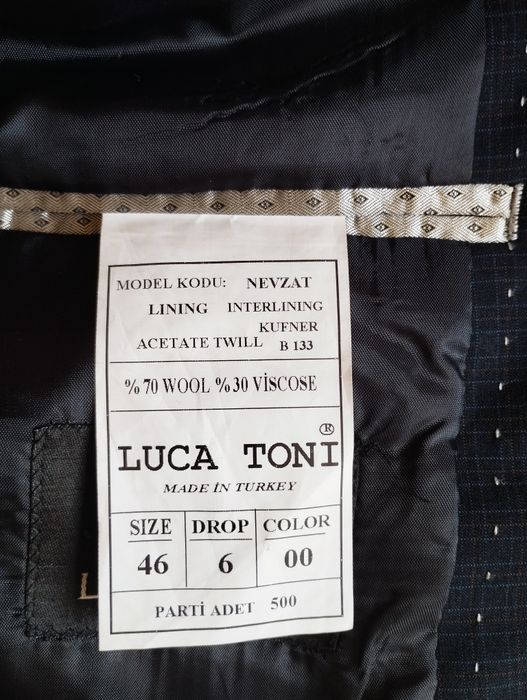 MODEL KODU: NEVZAT
LINING INTERLINING
KUFNER
ACETATE TWILL B 133
%70 WOOL %30 VİSCOSE
LUCA TONI ®
MADE İN TURKEY
SIZE DROP COLOR
46 6 00
PARTİ ADET 500
L